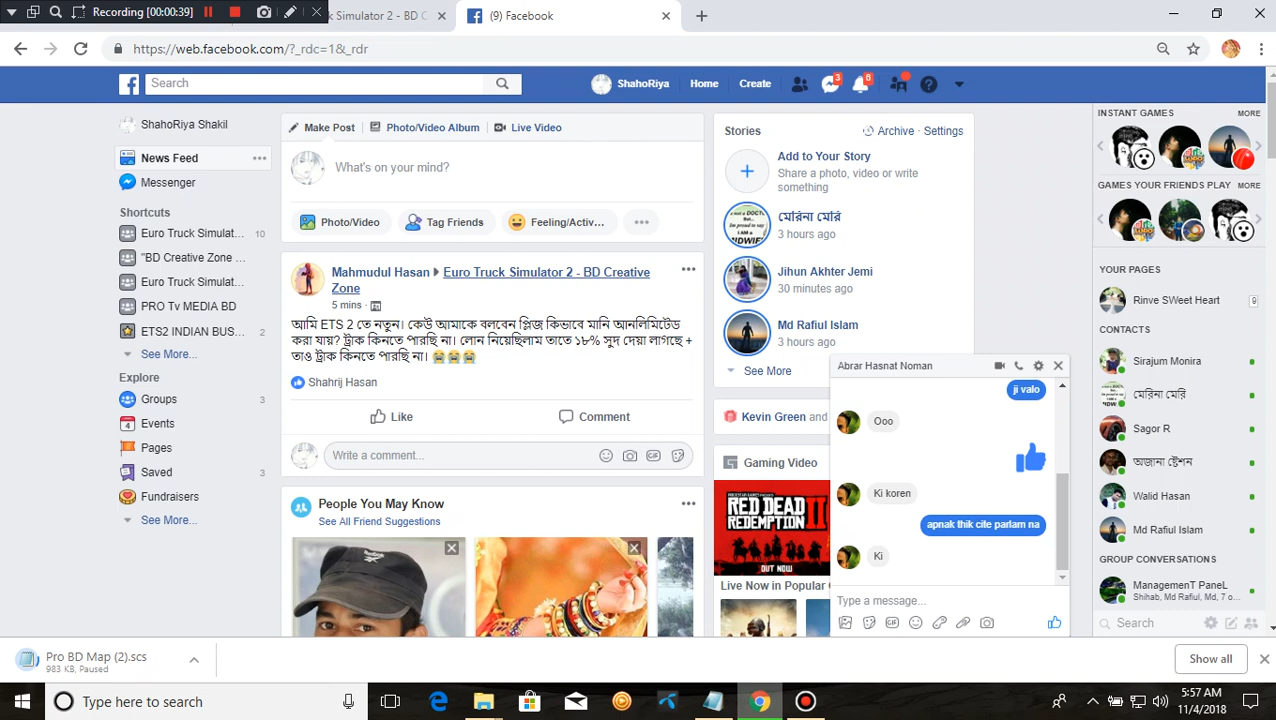 Recording [00:00:39]
k Simulator 2 - BD C
(9) Facebook
https://web.facebook.com/?_rdc=1&_rdr
Search
ShahoRiya
Home
Create
3
8
ShahoRiya Shakil
News Feed
Messenger
Shortcuts
Euro Truck Simulat... 10
"BD Creative Zone ...
Euro Truck Simulat...
PRO Tv MEDIA BD
ETS2 INDIAN BUS... 2
See More...
Explore
Groups 3
Events
Pages
Saved 3
Fundraisers
See More...
Make Post
Photo/Video Album
Live Video
What's on your mind?
Photo/Video
Tag Friends
Feeling/Activ...
Mahmudul Hasan Euro Truck Simulator 2 - BD Creative
Zone
5 mins
আমি ETS 2 তে নতুন। কেউ আমাকে বলবেন প্লিজ কিভাবে মানি আনলিমিটেড
করা যায়? ট্রাক কিনতে পারছি না। লোন নিয়েছিলাম তাতে ১৮% সুদ দেয়া লাগছে +
তাও ট্রাক কিনতে পারছি না। 😭😭😭
Shahrij Hasan
Like
Comment
Write a comment...
GIF
People You May Know
See All Friend Suggestions
Reebok
Stories
Archive · Settings
Add to Your Story
Share a photo, video or write
something
মেরিনা মেরি
3 hours ago
Jihun Akhter Jemi
30 minutes ago
Md Rafiul Islam
3 hours ago
See More
Kevin Green and
Gaming Video
RED DEAD
REDEMPTION II
OUT NOW
Live Now in Popular
Abrar Hasnat Noman
ji valo
Ooo
Ki koren
apnak thik cite parlam na
Ki
Type a message...
GIF
INSTANT GAMES MORE
GAMES YOUR FRIENDS PLAY MORE
YOUR PAGES
Rinve SWeet Heart 9
CONTACTS
Sirajum Monira
মেরিনা মেরি
Sagor R
অজানা ষ্টেশন
Walid Hasan
Md Rafiul Islam
GROUP CONVERSATIONS
ManagemenT PaneL
Shihab, Md Rafiul, Md, 7 o...
Search
Pro BD Map (2).scs
983 KB, Paused
Show all
Type here to search
5:57 AM
11/4/2018